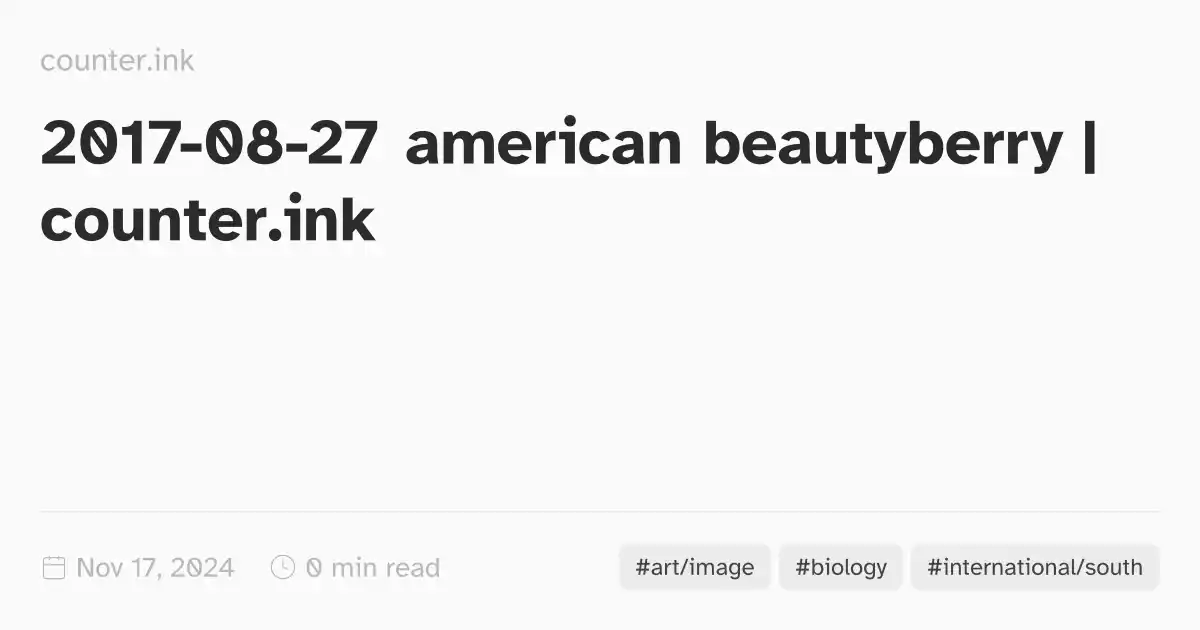 counter.ink
2017-08-27 american beautyberry |
counter.ink
Nov 17, 2024 0 min read #art/image #biology #international/south